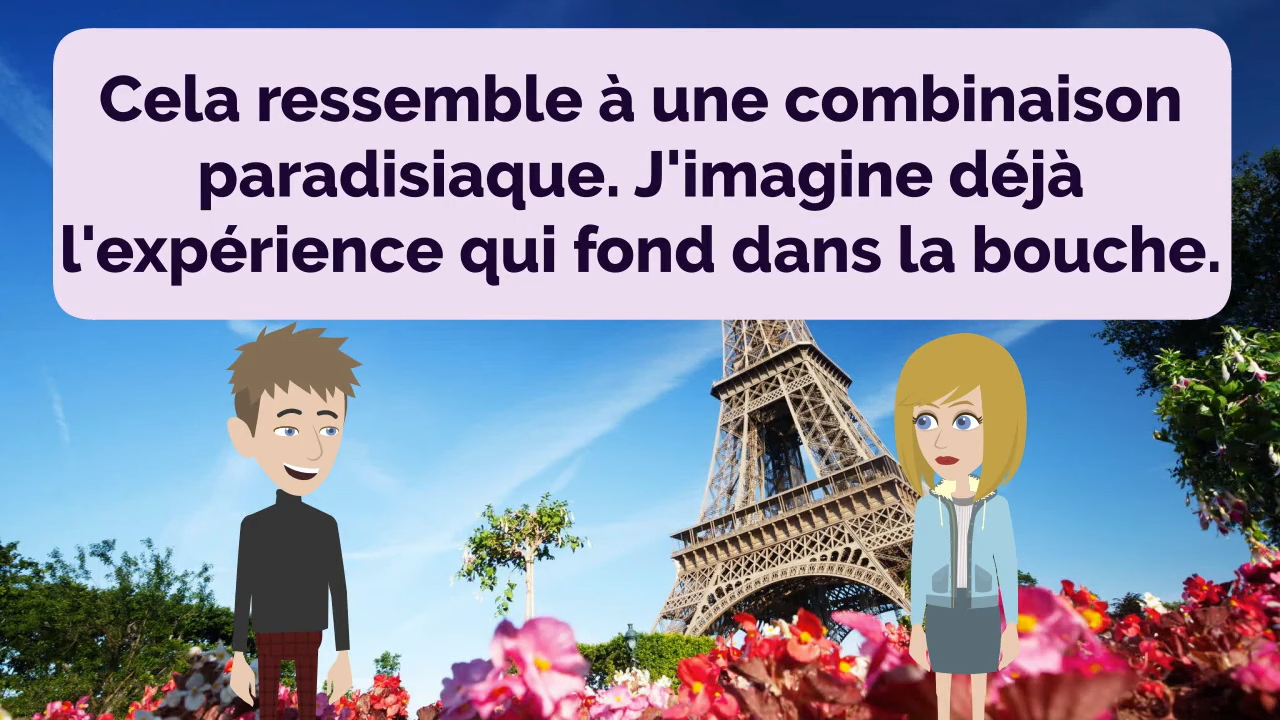 Cela ressemble à une combinaison
paradisiaque. J'imagine déjà
l'expérience qui fond dans la bouche.